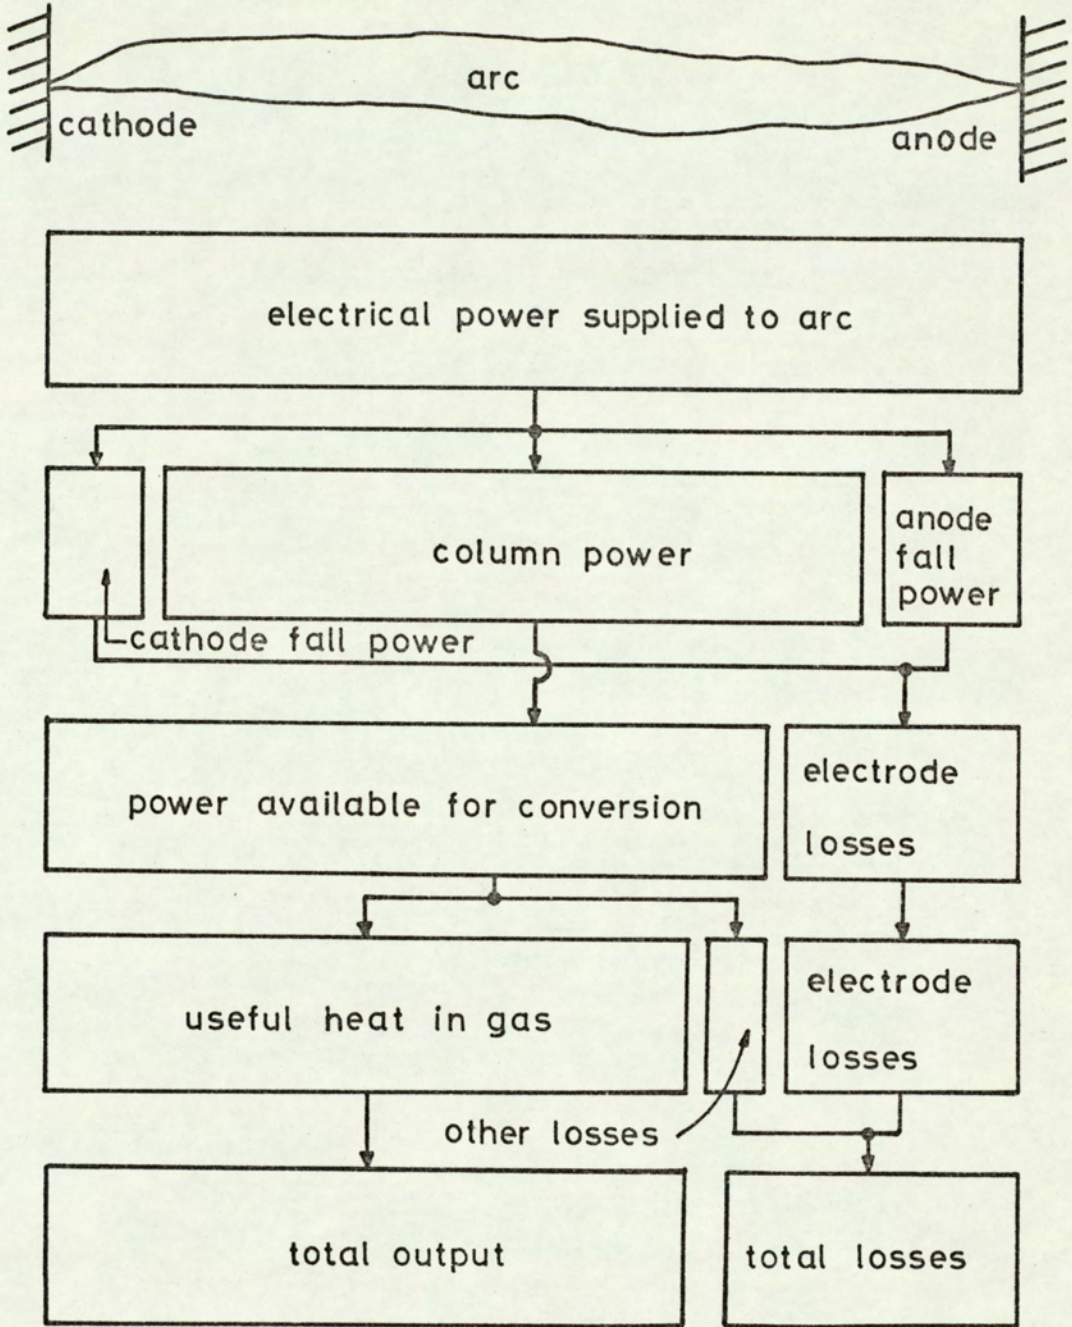 arc
cathode
anode
electrical power supplied to arc
column power
anode
fall
power
cathode fall power
power available for conversion
electrode
losses
useful heat in gas
electrode
losses
other losses
total output
total losses